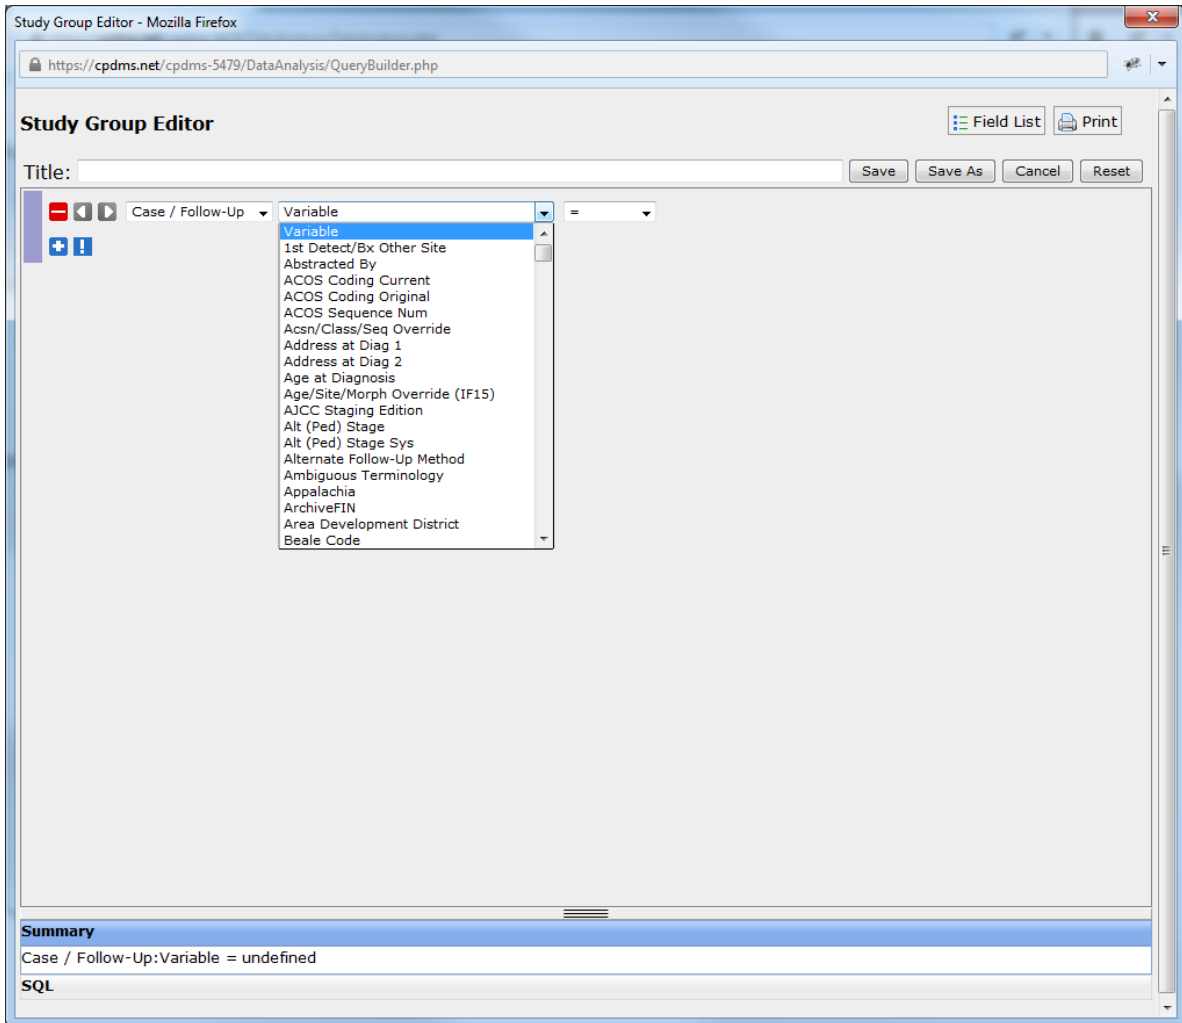 Study Group Editor - Mozilla Firefox
x
https://cpdms.net/cpdms-5479/DataAnalysis/QueryBuilder.php
Study Group Editor
Field List Print
Title: Save Save As Cancel Reset
Case / Follow-Up Variable =
Variable
1st Detect/Bx Other Site
Abstracted By
ACOS Coding Current
ACOS Coding Original
ACOS Sequence Num
Acsn/Class/Seq Override
Address at Diag 1
Address at Diag 2
Age at Diagnosis
Age/Site/Morph Override (IF15)
AJCC Staging Edition
Alt (Ped) Stage
Alt (Ped) Stage Sys
Alternate Follow-Up Method
Ambiguous Terminology
Appalachia
ArchiveFIN
Area Development District
Beale Code
Summary
Case / Follow-Up:Variable = undefined
SQL